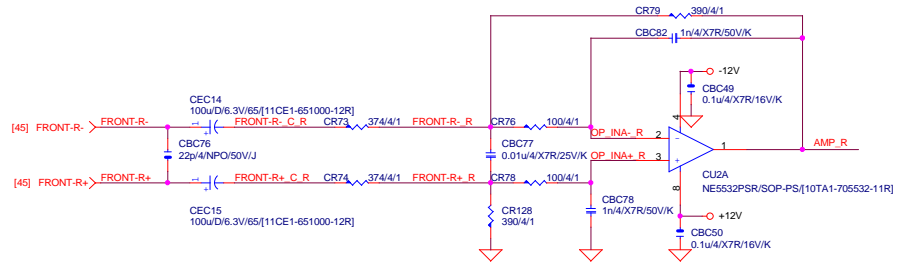 CR79
390/4/1
CBC82
1n/4/X7R/50V/K
-12V
CBC49
0.1u/4/X7R/16V/K
CEC14
100u/D/6.3V/65/[11CE1-651000-12R]
4
[45] FRONT-R-
FRONT-R-
1
+
FRONT-R-_C_R
CR73
374/4/1
FRONT-R-_R
CR76
100/4/1
OP_INA-_R
2
-
1
AMP_R
CBC76
22p/4/NPO/50V/J
CBC77
0.01u/4/X7R/25V/K
OP_INA+_R
3
+
CU2A
NE5532PSR/SOP-PS/[10TA1-705532-11R]
[45] FRONT-R+
FRONT-R+
1
+
FRONT-R+_C_R
CR74
374/4/1
FRONT-R+_R
CR78
100/4/1
8
CEC15
100u/D/6.3V/65/[11CE1-651000-12R]
CR128
390/4/1
CBC78
1n/4/X7R/50V/K
+12V
CBC50
0.1u/4/X7R/16V/K